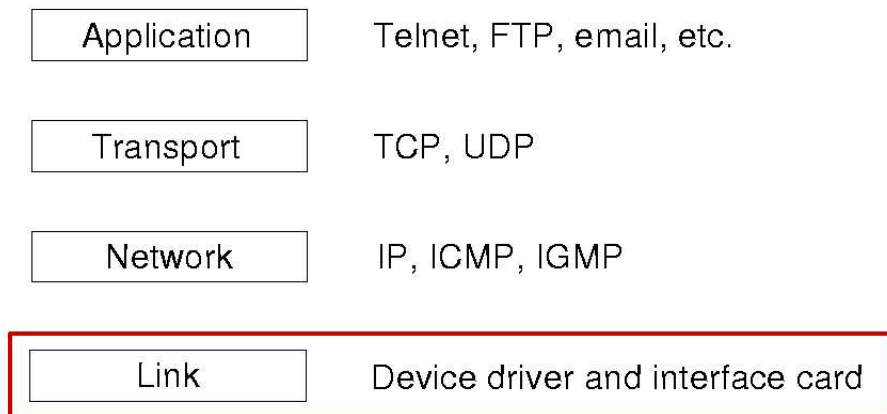 Application Telnet, FTP, email, etc.
Transport TCP, UDP
Network IP, ICMP, IGMP
Link Device driver and interface card